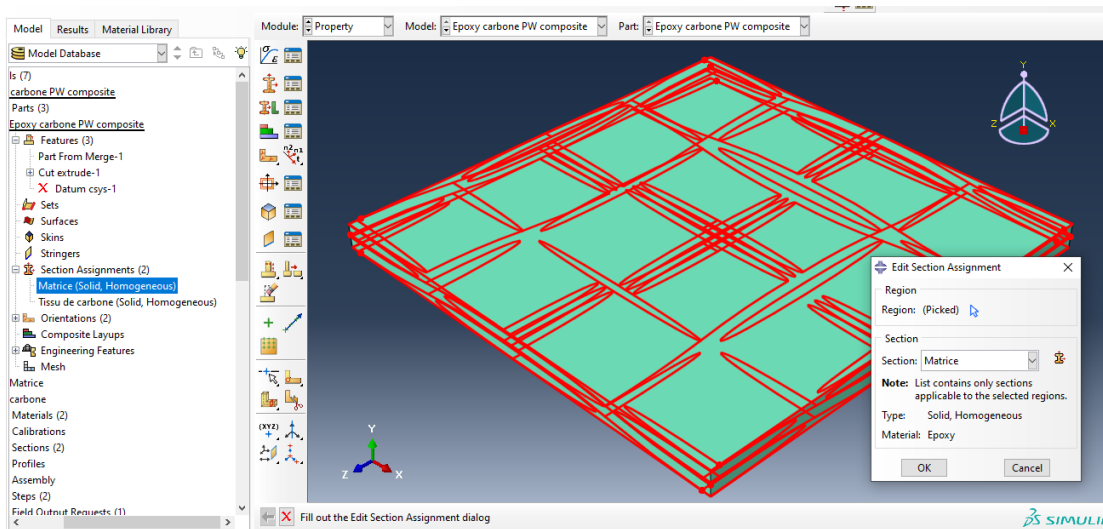 Model Results Material Library
Module: Property Model: Epoxy carbone PW composite Part: Epoxy carbone PW composite
Model Database
ls (7)
carbone PW composite
Parts (3)
Epoxy carbone PW composite
Features (3)
Part From Merge-1
Cut extrude-1
Datum csys-1
Sets
Surfaces
Skins
Stringers
Section Assignments (2)
Matrice (Solid, Homogeneous)
Tissu de carbone (Solid, Homogeneous)
Orientations (2)
Composite Layups
Engineering Features
Mesh
Matrice
carbone
Materials (2)
Calibrations
Sections (2)
Profiles
Assembly
Steps (2)
Field Output Requests (1)
σ
ε
n2 n1
t
(XYZ)
Y
Z X
Y
Z X
Edit Section Assignment
Region
Region: (Picked)
Section
Section: Matrice
Note: List contains only sections
applicable to the selected regions.
Type: Solid, Homogeneous
Material: Epoxy
OK Cancel
Fill out the Edit Section Assignment dialog
SIMULI